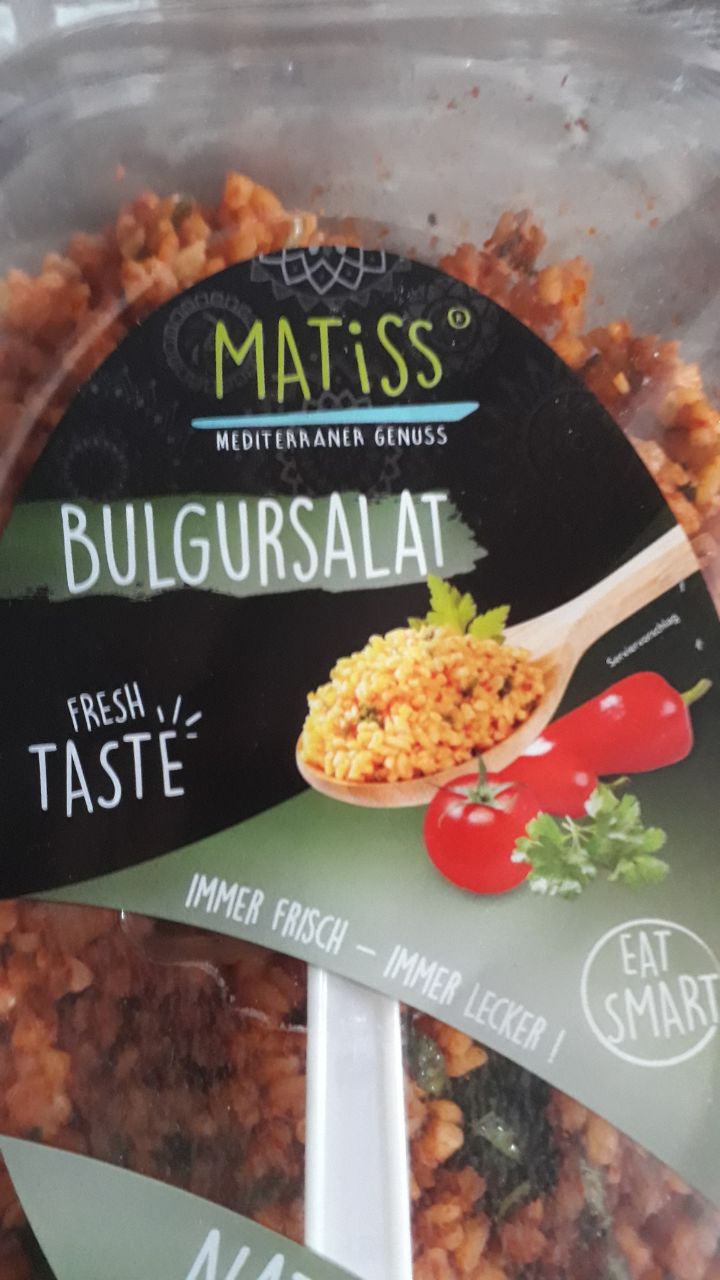 MATiSS®
MEDITERRANER GENUSS
BULGURSALAT
Serviervorschlag
FRESH
TASTE
IMMER FRISCH – IMMER LECKER!
EAT
SMART